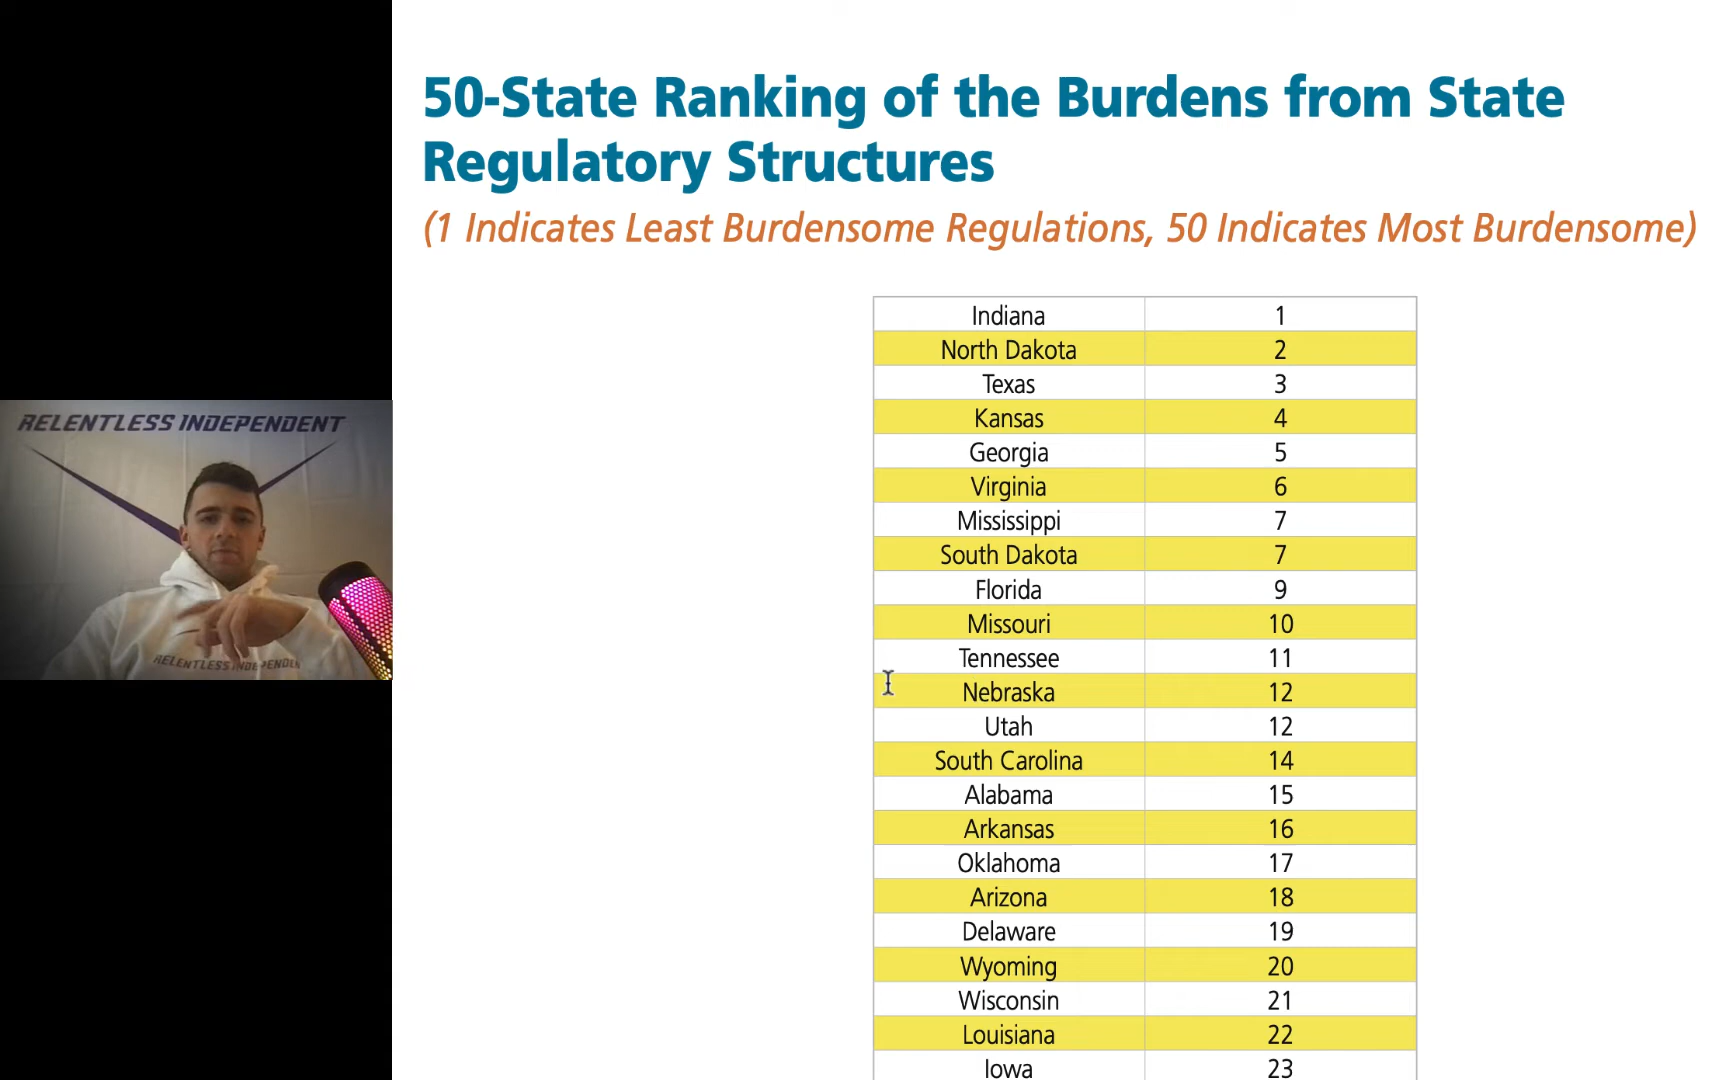 50-State Ranking of the Burdens from State
Regulatory Structures
(1 Indicates Least Burdensome Regulations, 50 Indicates Most Burdensome)
Indiana 1
North Dakota 2
Texas 3
Kansas 4
Georgia 5
Virginia 6
Mississippi 7
South Dakota 7
Florida 9
Missouri 10
Tennessee 11
Nebraska 12
Utah 12
South Carolina 14
Alabama 15
Arkansas 16
Oklahoma 17
Arizona 18
Delaware 19
Wyoming 20
Wisconsin 21
Louisiana 22
Iowa 23
RELENTLESS INDEPENDENT
RELENTLESS INDEPENDEN